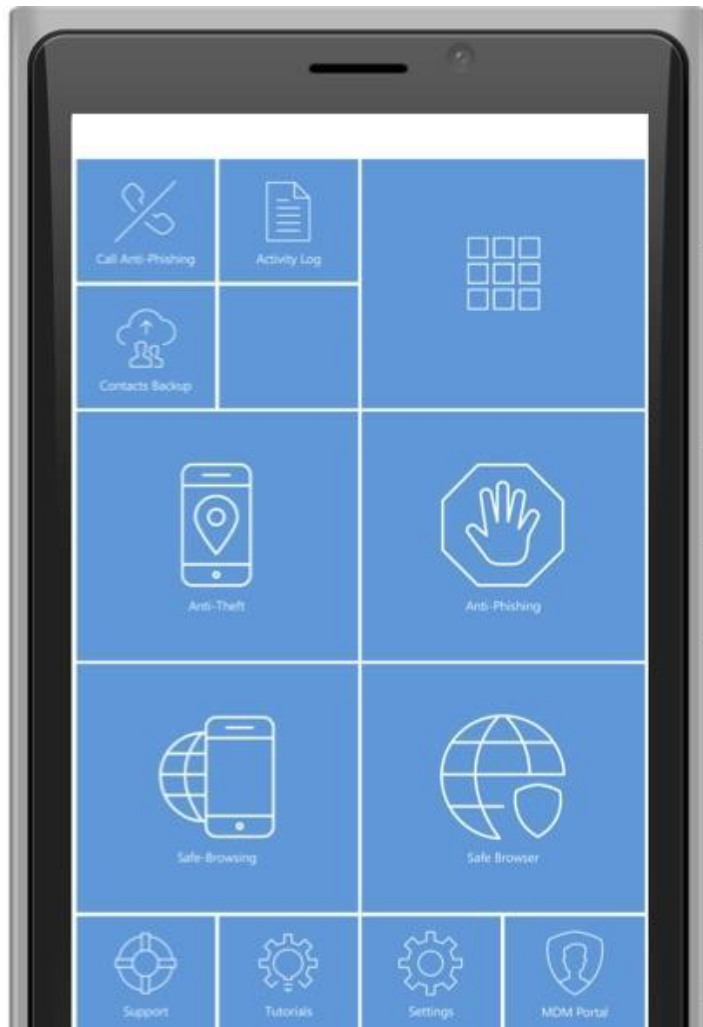 Call Anti-Phishing
Activity Log
Contacts Backup
Anti-Theft
Anti-Phishing
Safe-Browsing
Safe Browser
Support
Tutorials
Settings
MDM Portal